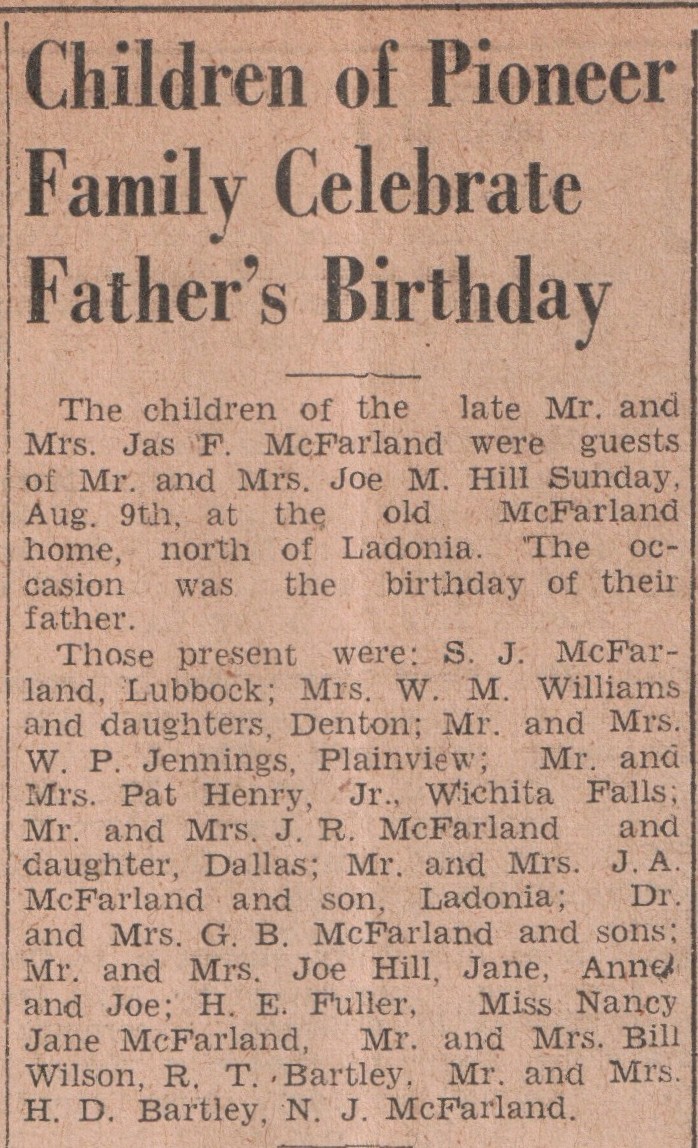 Children of Pioneer
Family Celebrate
Father's Birthday
The children of the late Mr. and
Mrs. Jas F. McFarland were guests
of Mr. and Mrs. Joe M. Hill Sunday,
Aug. 9th, at the old McFarland
home, north of Ladonia. The oc-
casion was the birthday of their
father.
Those present were: S. J. McFar-
land, Lubbock; Mrs. W. M. Williams
and daughters, Denton; Mr. and Mrs.
W. P. Jennings, Plainview; Mr. and
Mrs. Pat Henry, Jr., Wichita Falls;
Mr. and Mrs. J. R. McFarland and
daughter, Dallas; Mr. and Mrs. J. A.
McFarland and son, Ladonia; Dr.
and Mrs. G. B. McFarland and sons;
Mr. and Mrs. Joe Hill, Jane, Anne
and Joe; H. E. Fuller, Miss Nancy
Jane McFarland, Mr. and Mrs. Bill
Wilson, R. T. Bartley, Mr. and Mrs.
H. D. Bartley, N. J. McFarland.